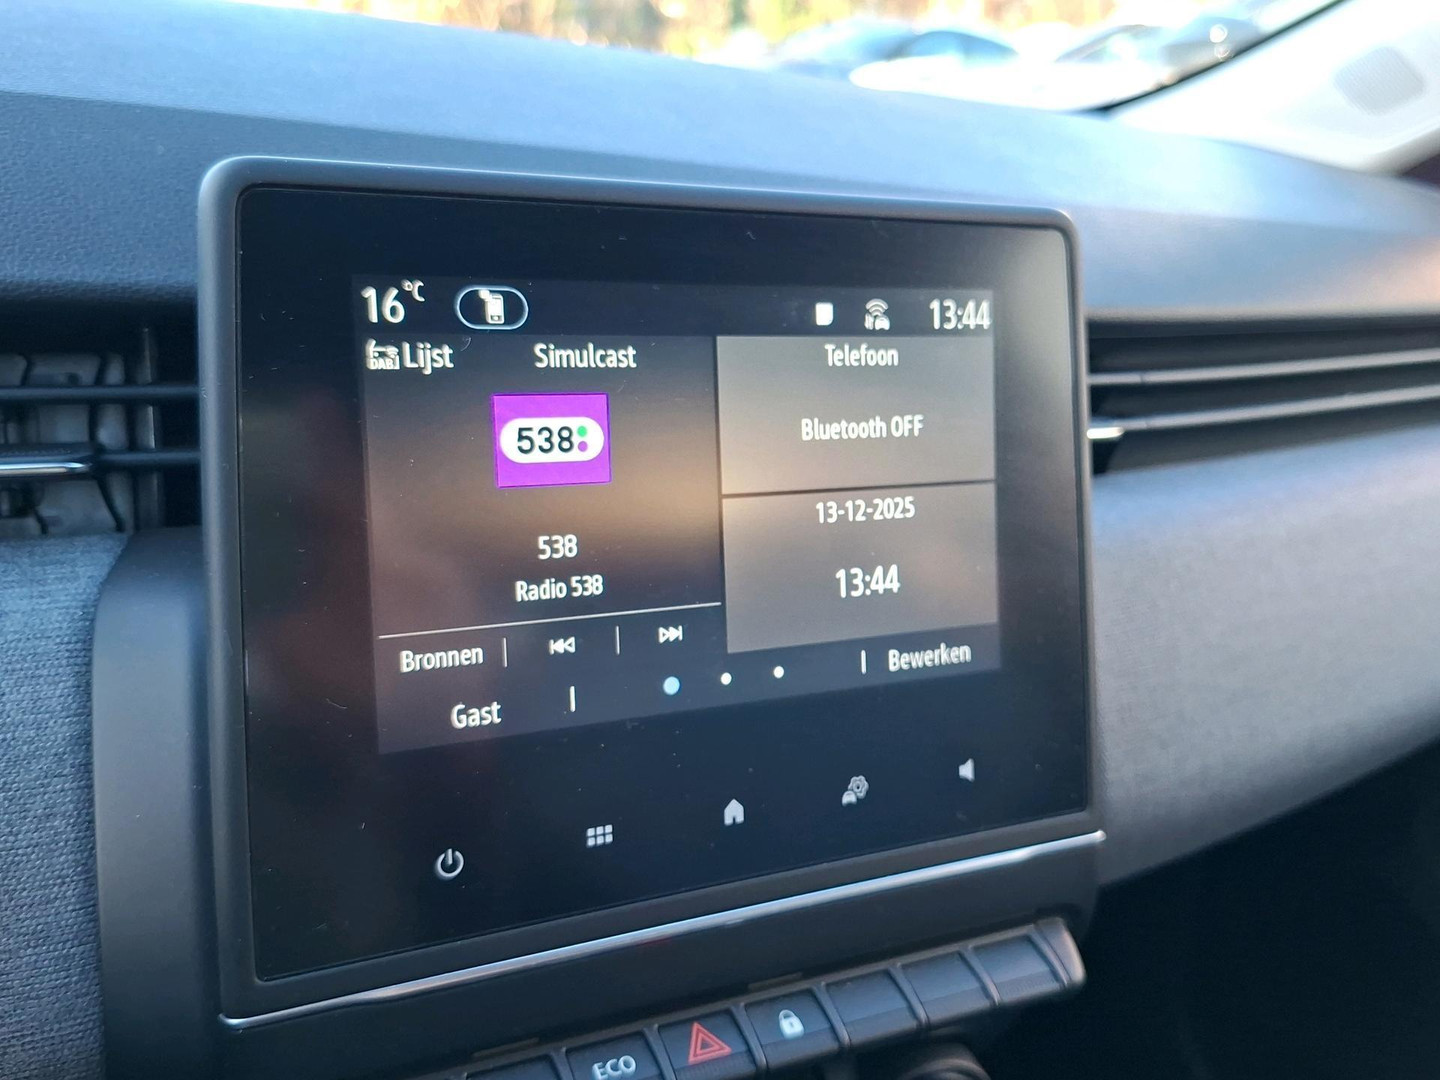 16°C
13:44
DAB Lijst
Simulcast
Telefoon
538
Bluetooth OFF
538
Radio 538
13-12-2025
13:44
Bronnen
Bewerken
Gast
ECO